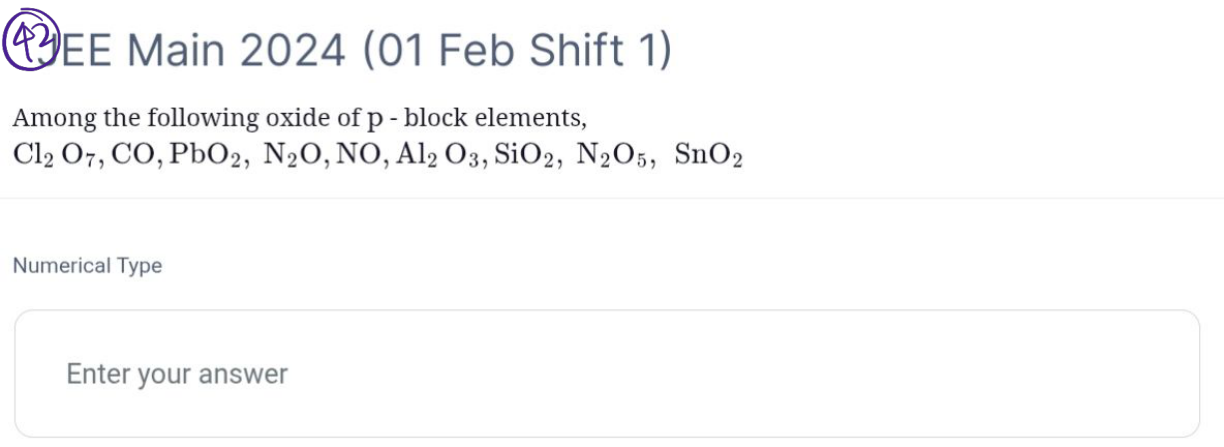 42 JEE Main 2024 (01 Feb Shift 1)
Among the following oxide of p - block elements,
Cl₂ O₇, CO, PbO₂, N₂O, NO, Al₂ O₃, SiO₂, N₂O₅, SnO₂
Numerical Type
Enter your answer